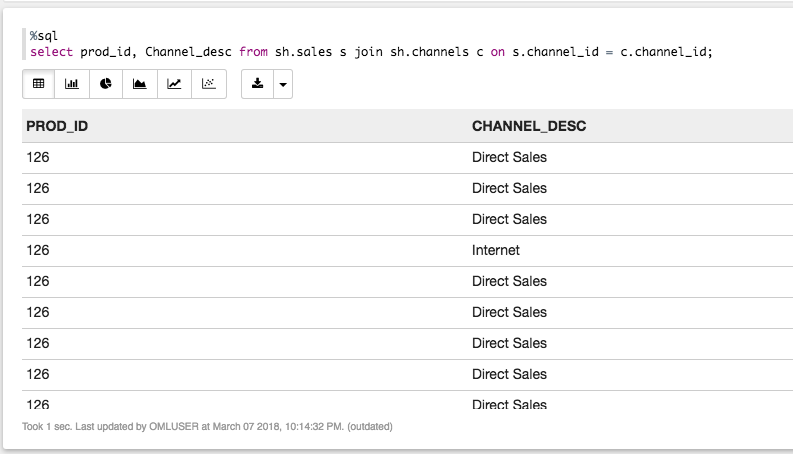 %sql
select prod_id, Channel_desc from sh.sales s join sh.channels c on s.channel_id = c.channel_id;
PROD_ID CHANNEL_DESC
126 Direct Sales
126 Direct Sales
126 Direct Sales
126 Internet
126 Direct Sales
126 Direct Sales
126 Direct Sales
126 Direct Sales
126 Direct Sales
Took 1 sec. Last updated by OMLUSER at March 07 2018, 10:14:32 PM. (outdated)